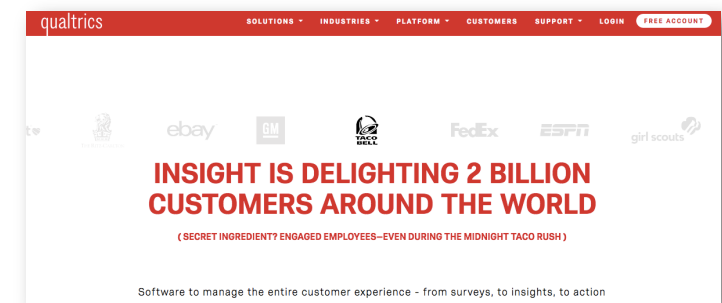 qualtrics SOLUTIONS INDUSTRIES PLATFORM CUSTOMERS SUPPORT LOGIN FREE ACCOUNT
ebay GM TACO BELL FedEx ESPN girl scouts
INSIGHT IS DELIGHTING 2 BILLION
CUSTOMERS AROUND THE WORLD
( SECRET INGREDIENT? ENGAGED EMPLOYEES—EVEN DURING THE MIDNIGHT TACO RUSH )
Software to manage the entire customer experience - from surveys, to insights, to action